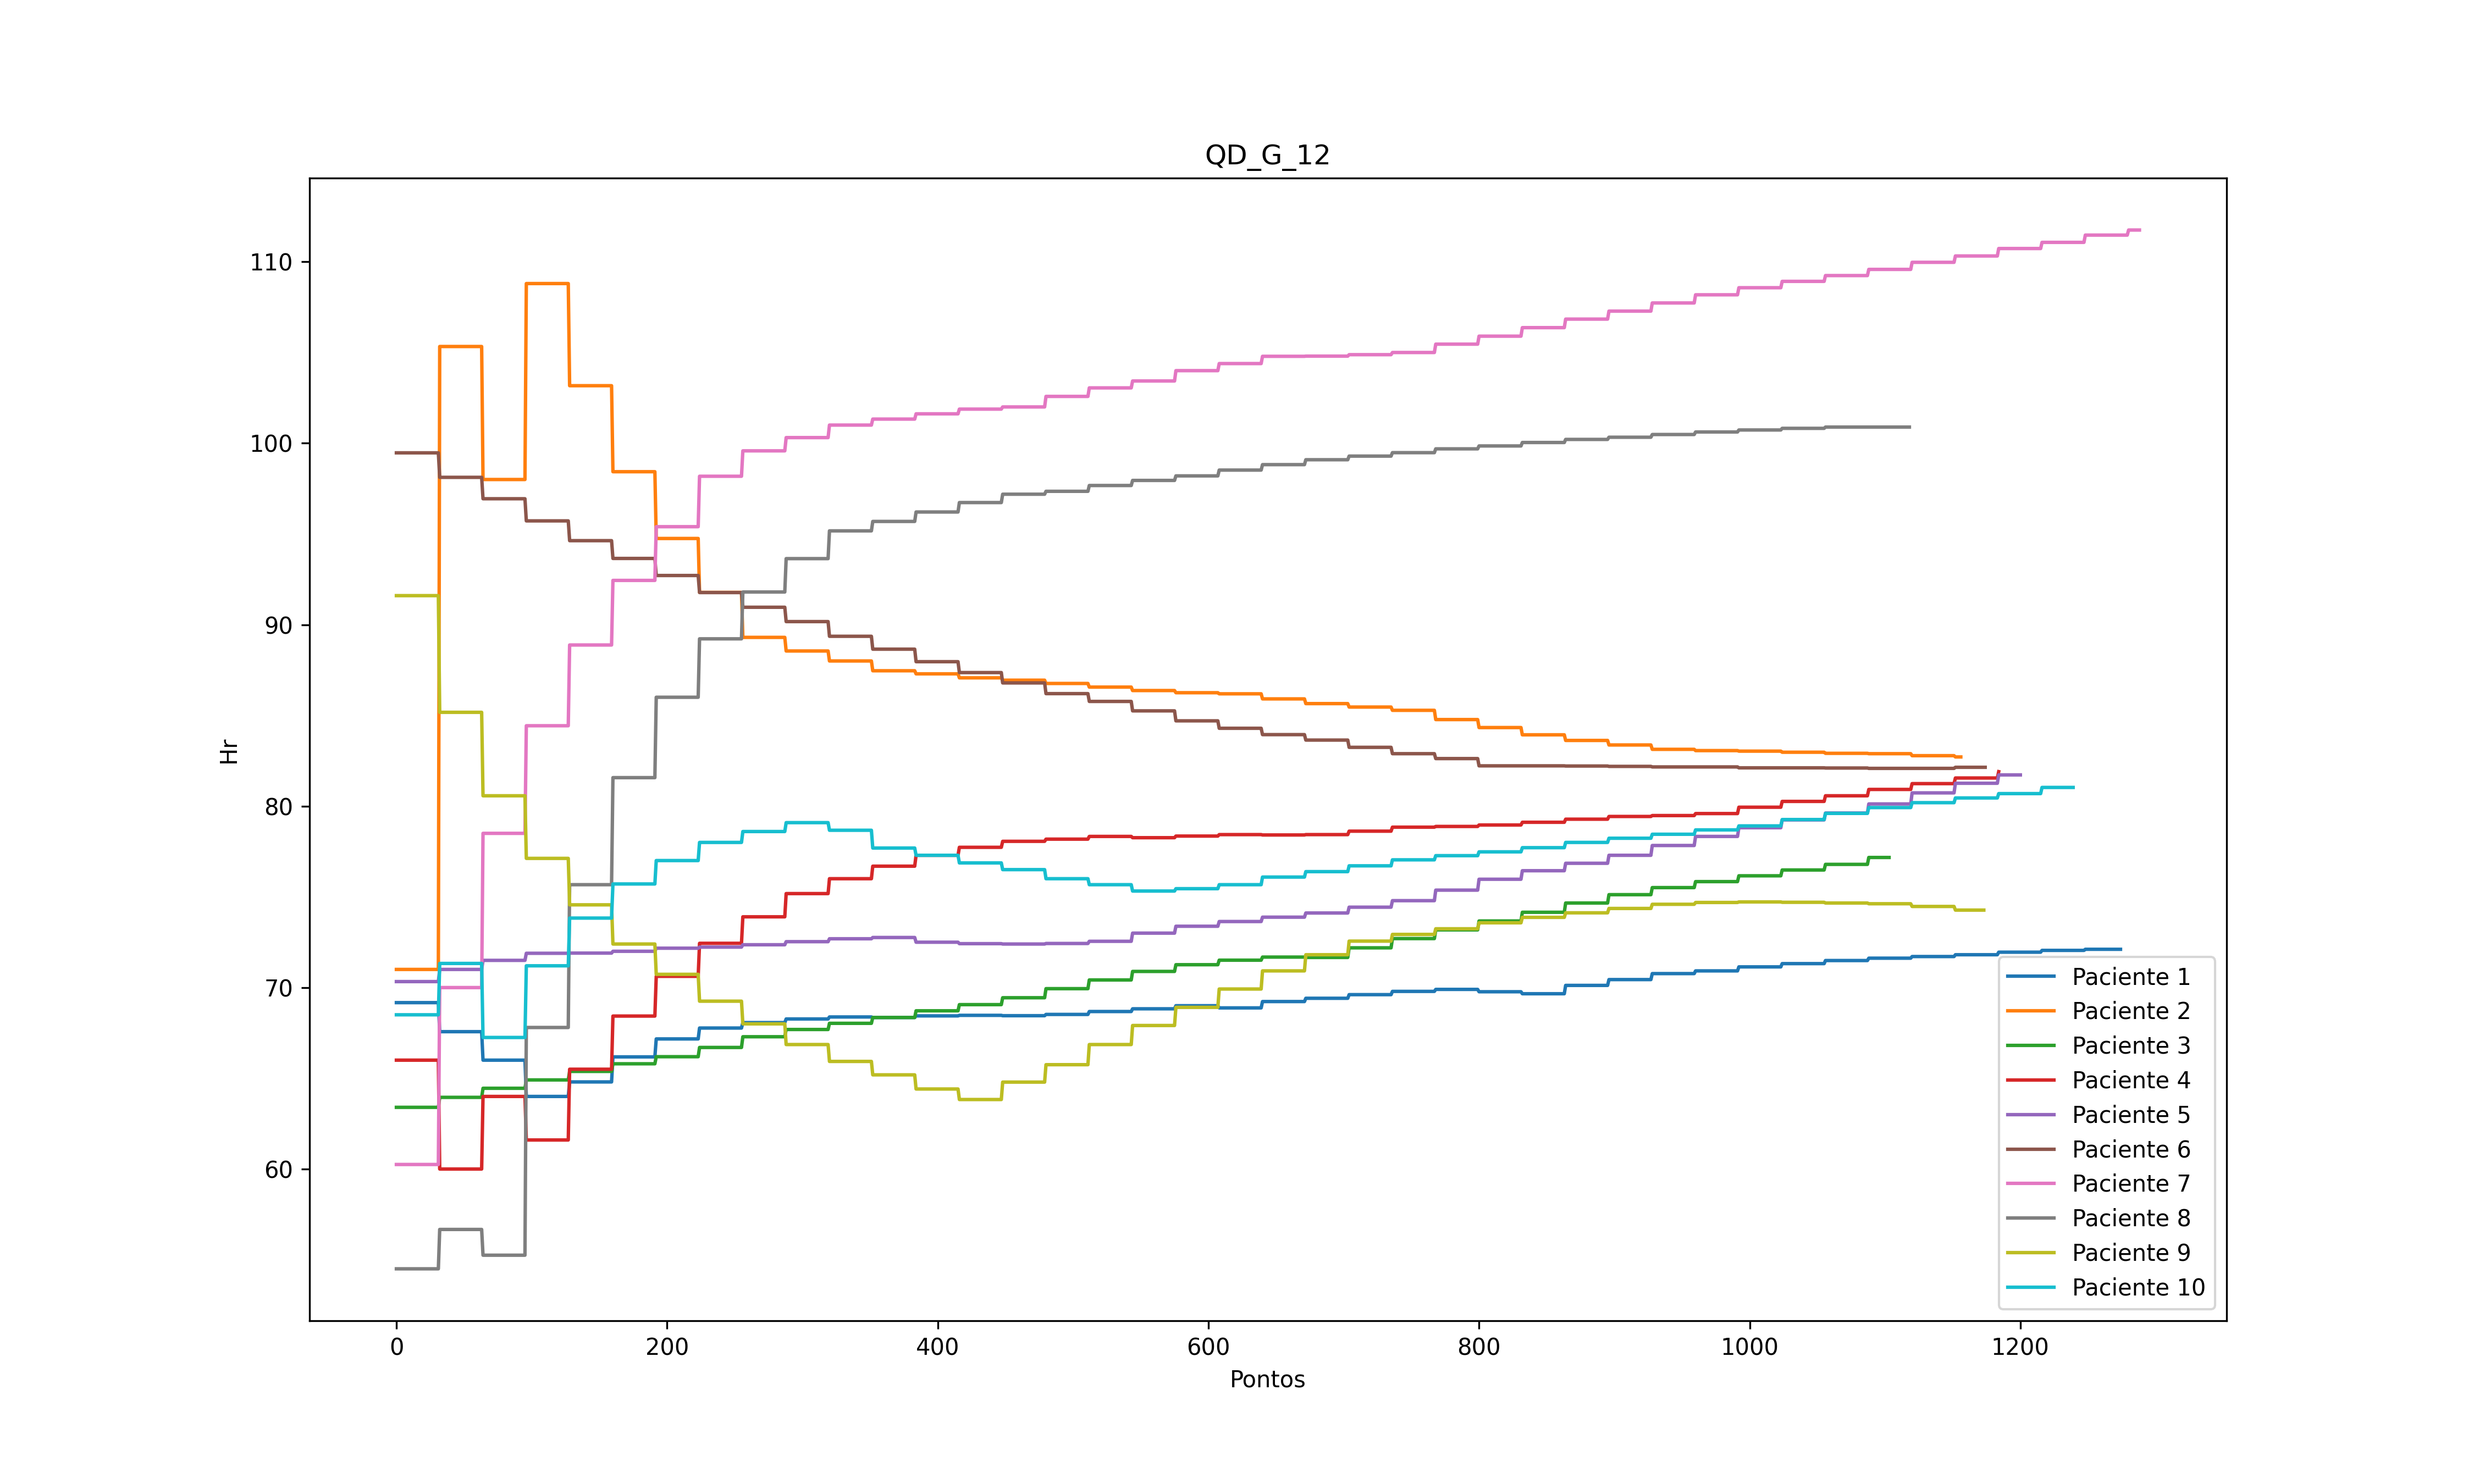 QD_G_12
Hr
110
100
90
80
70
60
0 200 400 600 800 1000 1200
Pontos
Paciente 1
Paciente 2
Paciente 3
Paciente 4
Paciente 5
Paciente 6
Paciente 7
Paciente 8
Paciente 9
Paciente 10